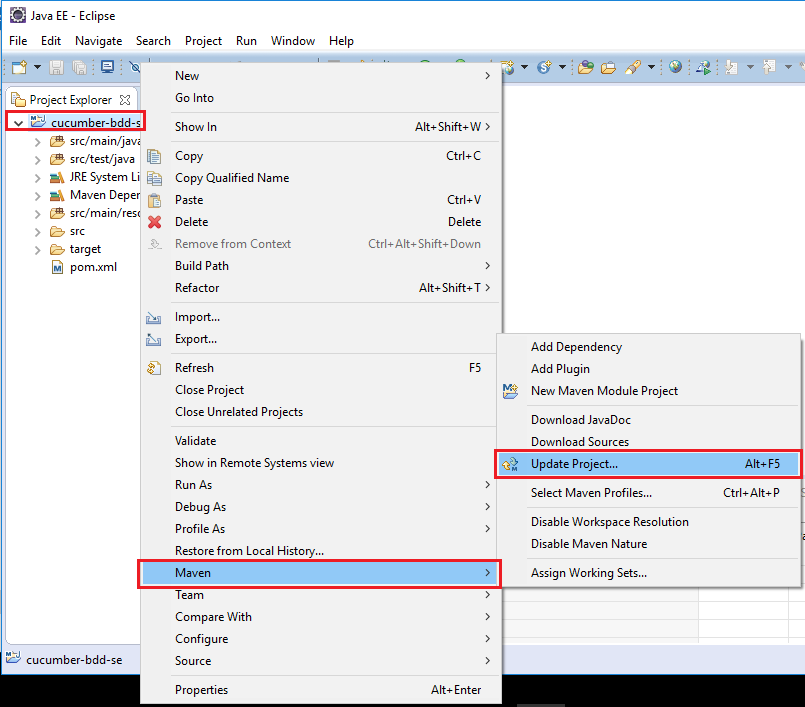 Java EE - Eclipse
File Edit Navigate Search Project Run Window Help
Project Explorer
cucumber-bdd-s
src/main/java
src/test/java
JRE System Li
Maven Deper
src/main/reso
src
target
pom.xml
New
Go Into
Show In Alt+Shift+W
Copy Ctrl+C
Copy Qualified Name
Paste Ctrl+V
Delete Delete
Remove from Context Ctrl+Alt+Shift+Down
Build Path
Refactor Alt+Shift+T
Import...
Export...
Refresh F5
Close Project
Close Unrelated Projects
Validate
Show in Remote Systems view
Run As
Debug As
Profile As
Restore from Local History...
Maven
Team
Compare With
Configure
Source
Properties Alt+Enter
Add Dependency
Add Plugin
New Maven Module Project
Download JavaDoc
Download Sources
Update Project... Alt+F5
Select Maven Profiles... Ctrl+Alt+P
Disable Workspace Resolution
Disable Maven Nature
Assign Working Sets...
cucumber-bdd-se